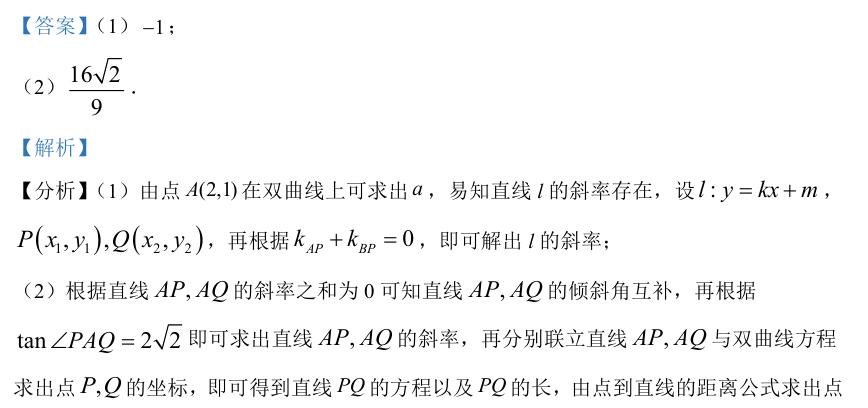 【答案】（1）−1；
（2）$\frac{16\sqrt{2}}{9}$．
【解析】
【分析】（1）由点 $A(2,1)$ 在双曲线上可求出 $a$，易知直线 $l$ 的斜率存在，设 $l:y=kx+m$，
$P(x_1,y_1),Q(x_2,y_2)$，再根据 $k_{AP}+k_{BP}=0$，即可解出 $l$ 的斜率；
（2）根据直线 $AP,AQ$ 的斜率之和为 0 可知直线 $AP,AQ$ 的倾斜角互补，再根据
$\tan\angle PAQ=2\sqrt{2}$ 即可求出直线 $AP,AQ$ 的斜率，再分别联立直线 $AP,AQ$ 与双曲线方程
求出点 $P,Q$ 的坐标，即可得到直线 $PQ$ 的方程以及 $PQ$ 的长，由点到直线的距离公式求出点